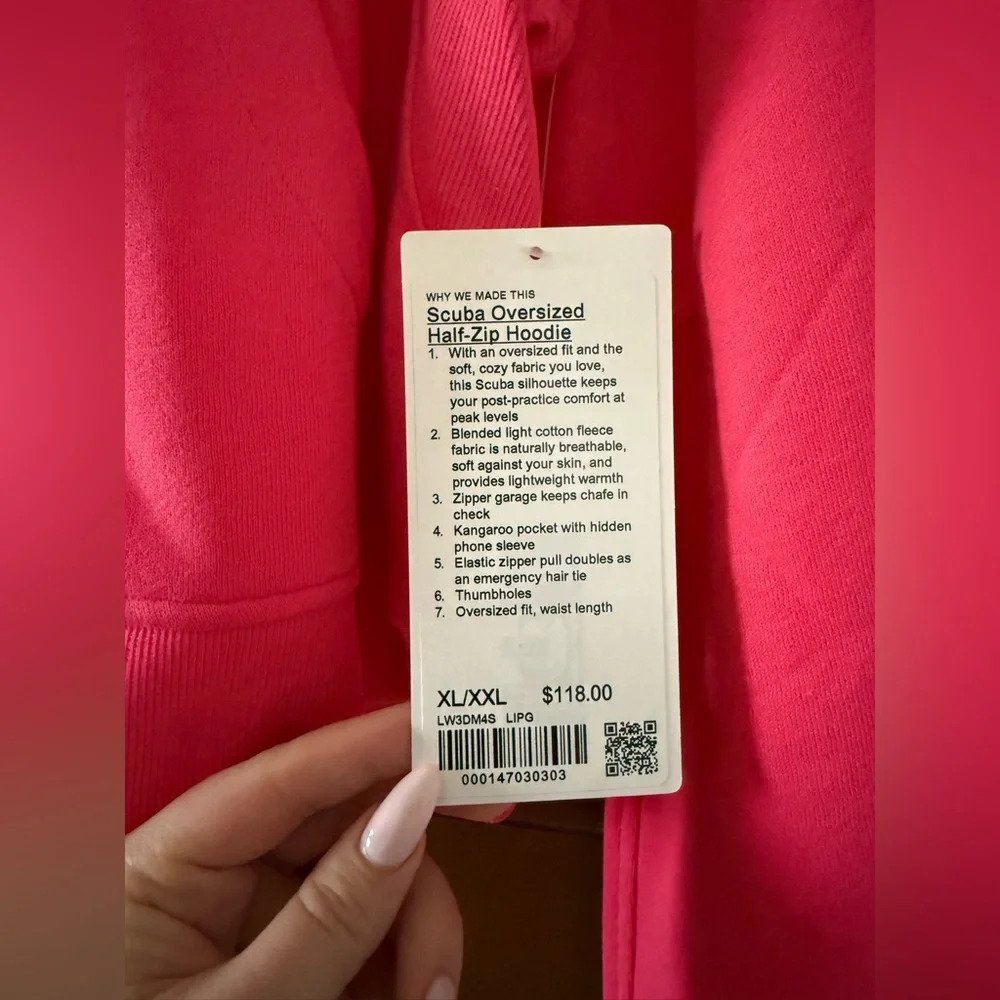 WHY WE MADE THIS
Scuba Oversized
Half-Zip Hoodie
1. With an oversized fit and the
soft, cozy fabric you love,
this Scuba silhouette keeps
your post-practice comfort at
peak levels
2. Blended light cotton fleece
fabric is naturally breathable,
soft against your skin, and
provides lightweight warmth
3. Zipper garage keeps chafe in
check
4. Kangaroo pocket with hidden
phone sleeve
5. Elastic zipper pull doubles as
an emergency hair tie
6. Thumbholes
7. Oversized fit, waist length
XL/XXL $118.00
LW3DM4S LIPG
000147030303